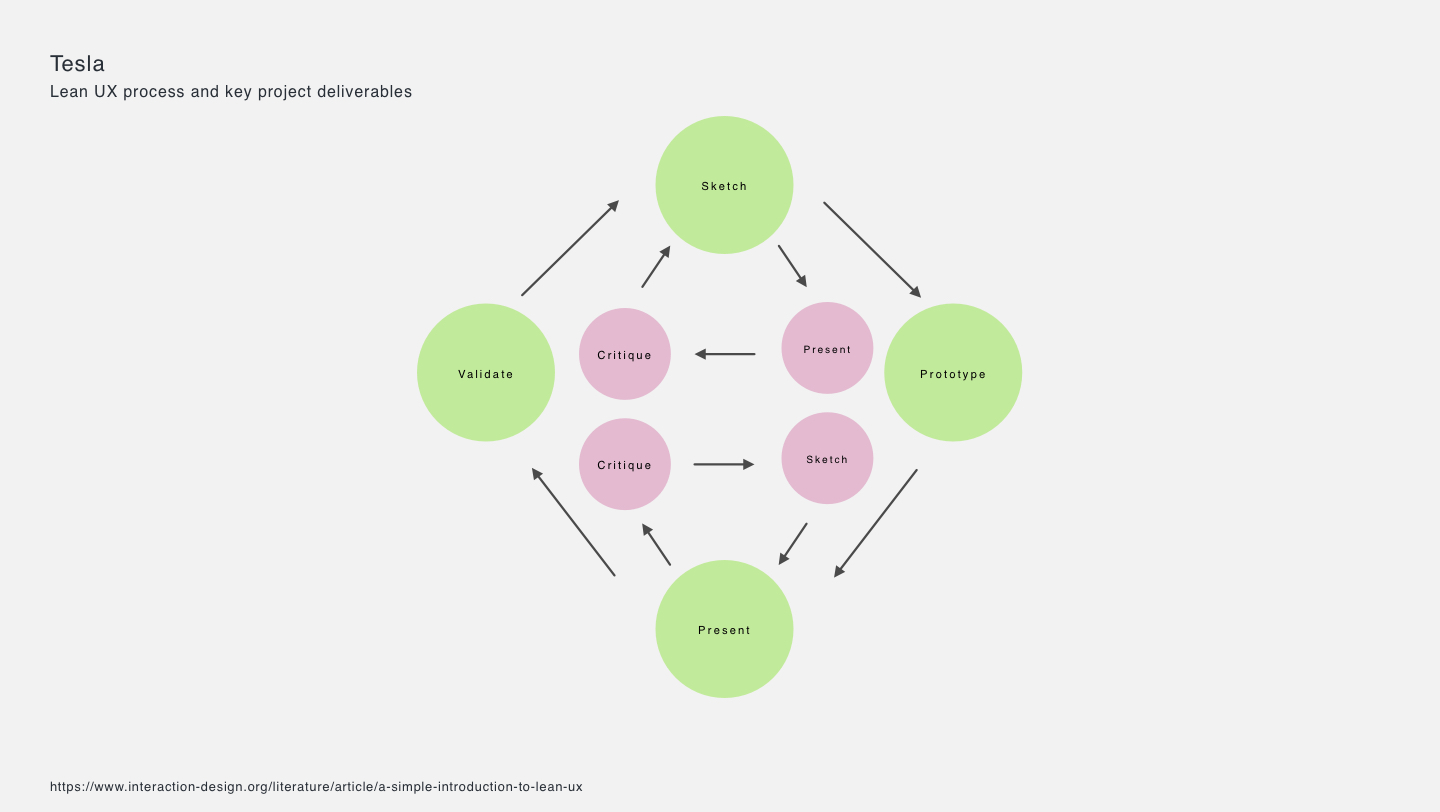 Tesla
Lean UX process and key project deliverables
Sketch
Critique
Present
Validate
Prototype
Critique
Sketch
Present
https://www.interaction-design.org/literature/article/a-simple-introduction-to-lean-ux